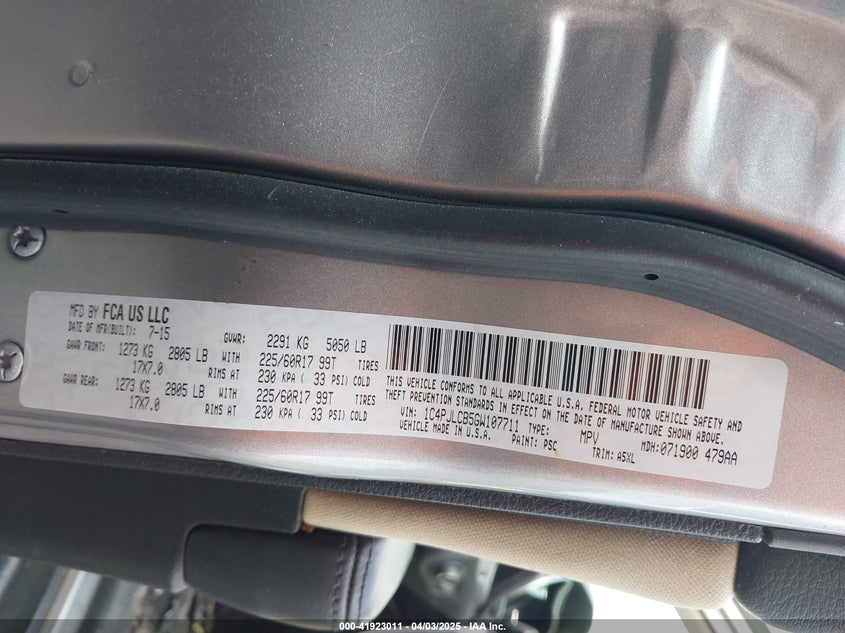 MFD BY FCA US LLC
DATE OF MFR(BUILT): 7-15 GVWR: 2291 KG 5050 LB
GAWR FRONT: 1273 KG 2805 LB WITH 225/60R17 99T TIRES
17X7.0 RIMS AT 230 KPA ( 33 PSI) COLD
GAWR REAR: 1273 KG 2805 LB WITH 225/60R17 99T TIRES
17X7.0 RIMS AT 230 KPA ( 33 PSI) COLD
THIS VEHICLE CONFORMS TO ALL APPLICABLE U.S.A. FEDERAL MOTOR VEHICLE SAFETY AND
THEFT PREVENTION STANDARDS IN EFFECT ON THE DATE OF MANUFACTURE SHOWN ABOVE.
VIN: 1C4PJLCB5GW107711 TYPE: MPV MDH:071900 479AA
VEHICLE MADE IN U.S.A. PAINT: PSC TRIM: A5XL
000-41923011 - 04/03/2025 - IAA Inc.